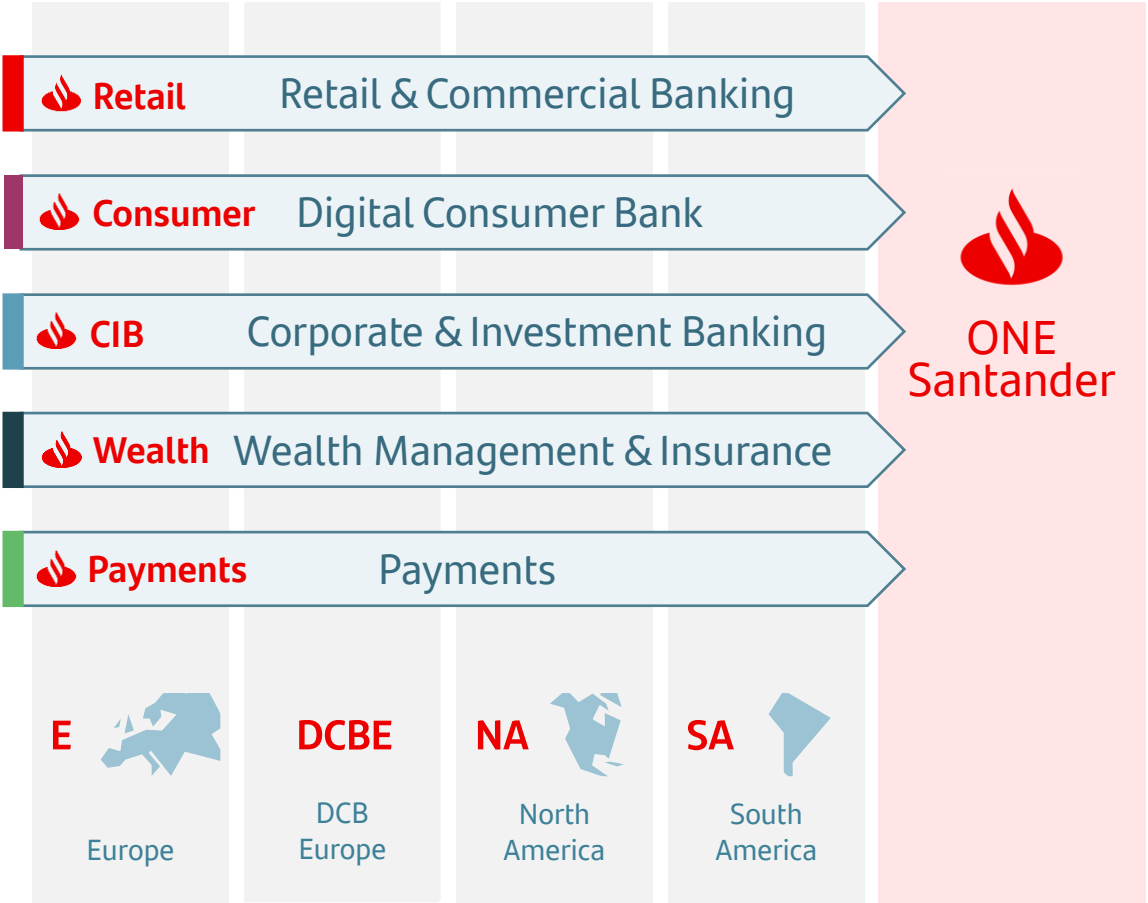 Retail Retail & Commercial Banking
Consumer Digital Consumer Bank
CIB Corporate & Investment Banking
Wealth Wealth Management & Insurance
Payments Payments
ONE
Santander
E
DCBE
NA
SA
Europe
DCB
Europe
North
America
South
America